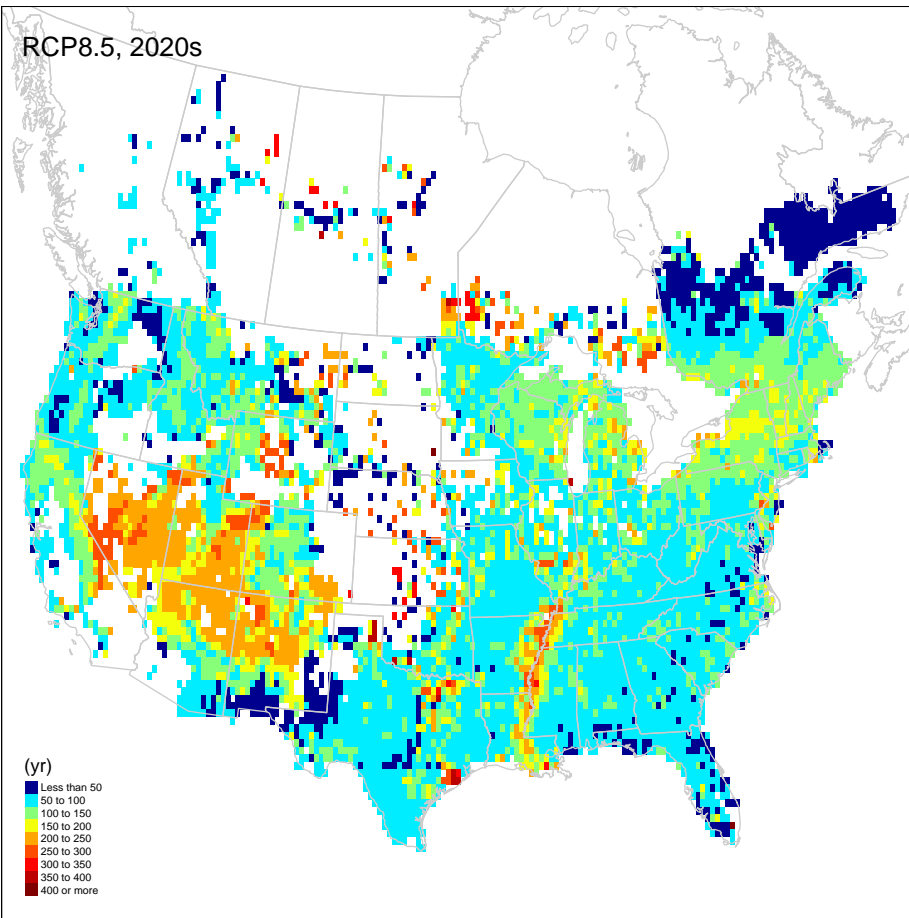 RCP8.5, 2020s
(yr)
Less than 50
50 to 100
100 to 150
150 to 200
200 to 250
250 to 300
300 to 350
350 to 400
400 or more